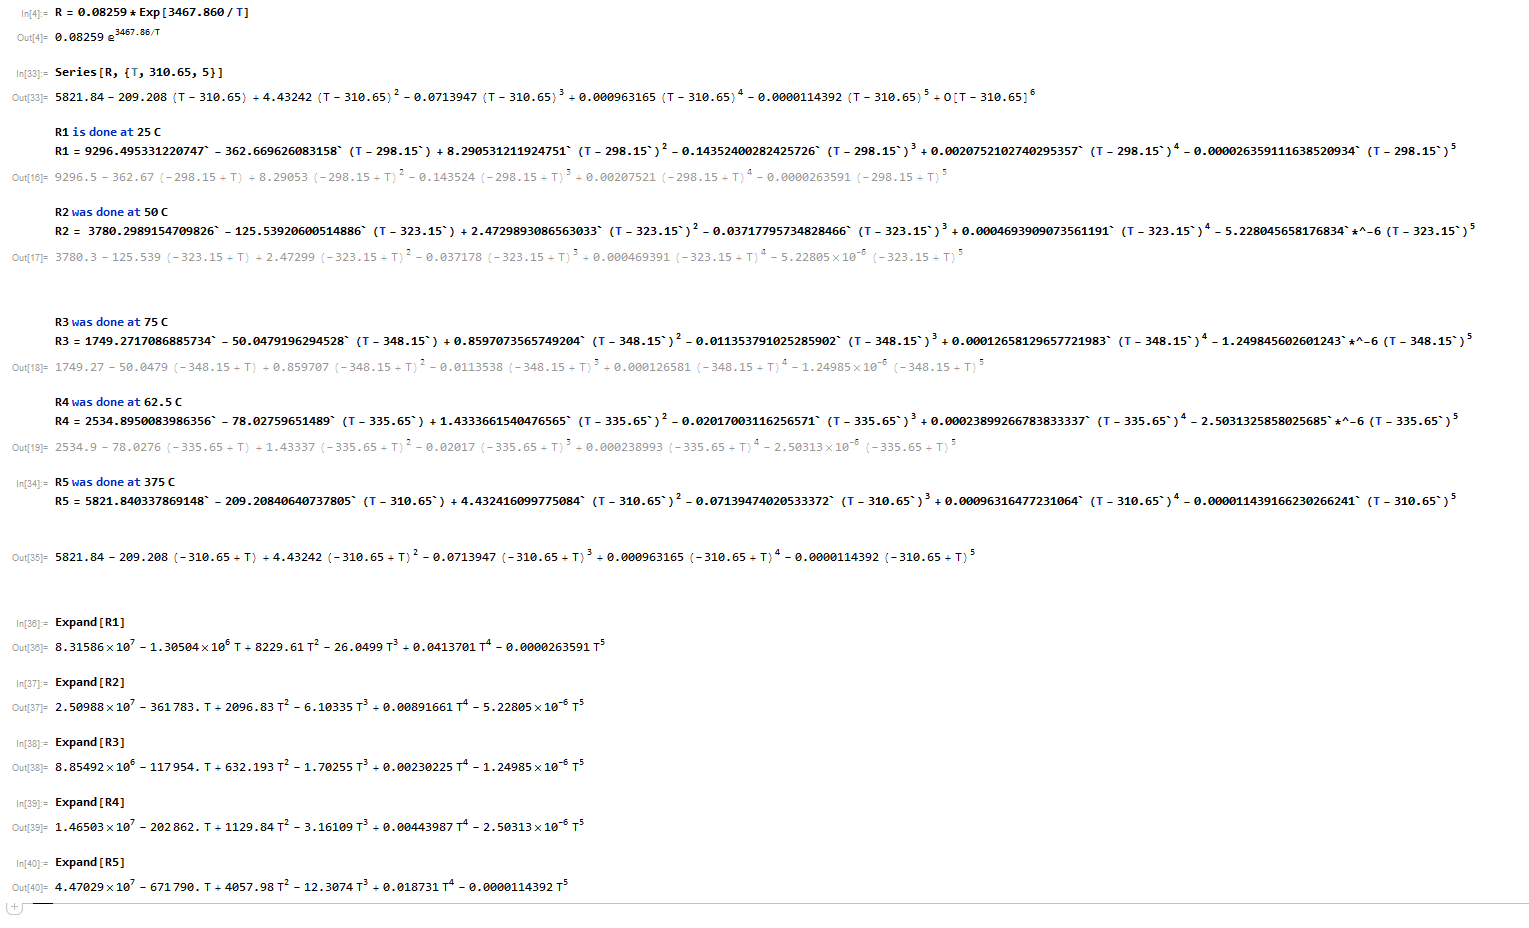 In[4]:= R = 0.08259 * Exp[3467.860 / T]
Out[4]= 0.08259 e^3467.86/T
In[33]:= Series[R, {T, 310.65, 5}]
Out[33]= 5821.84 - 209.208 (T - 310.65) + 4.43242 (T - 310.65)^2 - 0.0713947 (T - 310.65)^3 + 0.000963165 (T - 310.65)^4 - 0.0000114392 (T - 310.65)^5 + O[T - 310.65]^6
R1 is done at 25 C
R1 = 9296.495331220747` - 362.669626083158` (T - 298.15`) + 8.290531211924751` (T - 298.15`)^2 - 0.14352400282425726` (T - 298.15`)^3 + 0.0020752102740295357` (T - 298.15`)^4 - 0.000026359111638520934` (T - 298.15`)^5
Out[16]= 9296.5 - 362.67 (-298.15 + T) + 8.29053 (-298.15 + T)^2 - 0.143524 (-298.15 + T)^3 + 0.00207521 (-298.15 + T)^4 - 0.0000263591 (-298.15 + T)^5
R2 was done at 50 C
R2 = 3780.2989154709826` - 125.53920600514886` (T - 323.15`) + 2.4729893086563033` (T - 323.15`)^2 - 0.03717795734828466` (T - 323.15`)^3 + 0.0004693909073561191` (T - 323.15`)^4 - 5.228045658176834`*^-6 (T - 323.15`)^5
Out[17]= 3780.3 - 125.539 (-323.15 + T) + 2.47299 (-323.15 + T)^2 - 0.037178 (-323.15 + T)^3 + 0.000469391 (-323.15 + T)^4 - 5.22805×10^-6 (-323.15 + T)^5
R3 was done at 75 C
R3 = 1749.2717086885734` - 50.0479196294528` (T - 348.15`) + 0.8597073565749204` (T - 348.15`)^2 - 0.011353791025285902` (T - 348.15`)^3 + 0.00012658129657721983` (T - 348.15`)^4 - 1.249845602601243`*^-6 (T - 348.15`)^5
Out[18]= 1749.27 - 50.0479 (-348.15 + T) + 0.859707 (-348.15 + T)^2 - 0.0113538 (-348.15 + T)^3 + 0.000126581 (-348.15 + T)^4 - 1.24985×10^-6 (-348.15 + T)^5
R4 was done at 62.5 C
R4 = 2534.8950083986356` - 78.02759651489` (T - 335.65`) + 1.4333661540476565` (T - 335.65`)^2 - 0.02017003116256571` (T - 335.65`)^3 + 0.00023899266783833337` (T - 335.65`)^4 - 2.5031325858025685`*^-6 (T - 335.65`)^5
Out[19]= 2534.9 - 78.0276 (-335.65 + T) + 1.43337 (-335.65 + T)^2 - 0.02017 (-335.65 + T)^3 + 0.000238993 (-335.65 + T)^4 - 2.50313×10^-6 (-335.65 + T)^5
In[34]:= R5 was done at 375 C
R5 = 5821.840337869148` - 209.20840640737805` (T - 310.65`) + 4.432416099775084` (T - 310.65`)^2 - 0.07139474020533372` (T - 310.65`)^3 + 0.00096316477231064` (T - 310.65`)^4 - 0.000011439166230266241` (T - 310.65`)^5
Out[35]= 5821.84 - 209.208 (-310.65 + T) + 4.43242 (-310.65 + T)^2 - 0.0713947 (-310.65 + T)^3 + 0.000963165 (-310.65 + T)^4 - 0.0000114392 (-310.65 + T)^5
In[36]:= Expand[R1]
Out[36]= 8.31586×10^7 - 1.30504×10^6 T + 8229.61 T^2 - 26.0499 T^3 + 0.0413701 T^4 - 0.0000263591 T^5
In[37]:= Expand[R2]
Out[37]= 2.50988×10^7 - 361783. T + 2096.83 T^2 - 6.10335 T^3 + 0.00891661 T^4 - 5.22805×10^-6 T^5
In[38]:= Expand[R3]
Out[38]= 8.85492×10^6 - 117954. T + 632.193 T^2 - 1.70255 T^3 + 0.00230225 T^4 - 1.24985×10^-6 T^5
In[39]:= Expand[R4]
Out[39]= 1.46503×10^7 - 202862. T + 1129.84 T^2 - 3.16109 T^3 + 0.00443987 T^4 - 2.50313×10^-6 T^5
In[40]:= Expand[R5]
Out[40]= 4.47029×10^7 - 671790. T + 4057.98 T^2 - 12.3074 T^3 + 0.018731 T^4 - 0.0000114392 T^5